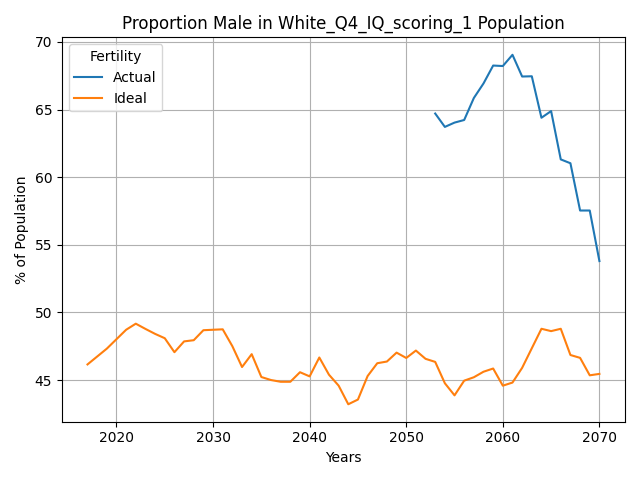 Proportion Male in White_Q4_IQ_scoring_1 Population
Fertility
Actual
Ideal
% of Population
70
65
60
55
50
45
2020 2030 2040 2050 2060 2070
Years